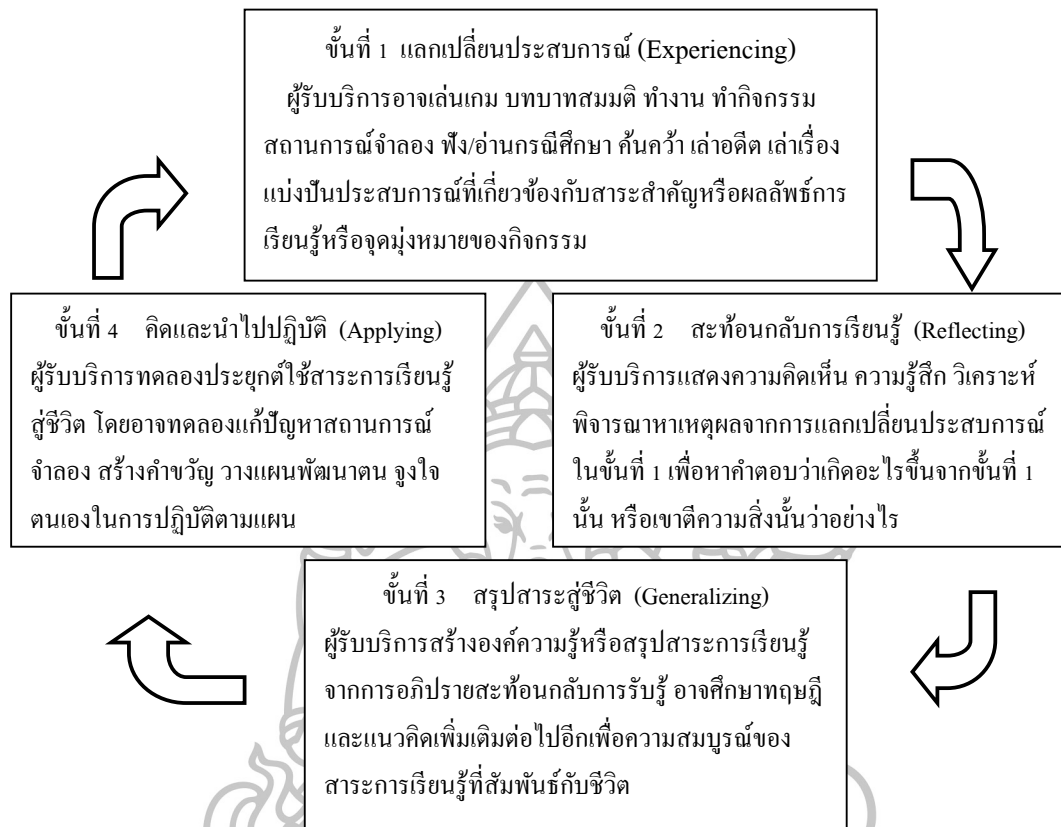 ขั้นที่ 1 แลกเปลี่ยนประสบการณ์ (Experiencing)
ผู้รับบริการอาจเล่นเกม บทบาทสมมติ ทำงาน ทำกิจกรรม
สถานการณ์จำลอง ฟัง/อ่านกรณีศึกษา ค้นคว้า เล่าอดีต เล่าเรื่อง
แบ่งปันประสบการณ์ที่เกี่ยวข้องกับสาระสำคัญหรือผลลัพธ์การ
เรียนรู้หรือจุดมุ่งหมายของกิจกรรม
ขั้นที่ 2 สะท้อนกลับการเรียนรู้ (Reflecting)
ผู้รับบริการแสดงความคิดเห็น ความรู้สึก วิเคราะห์
พิจารณาหาเหตุผลจากการแลกเปลี่ยนประสบการณ์
ในขั้นที่ 1 เพื่อหาคำตอบว่าเกิดอะไรขึ้นจากขั้นที่ 1
นั้น หรือเขาตีความสิ่งนั้นว่าอย่างไร
ขั้นที่ 3 สรุปสาระสู่ชีวิต (Generalizing)
ผู้รับบริการสร้างองค์ความรู้หรือสรุปสาระการเรียนรู้
จากการอภิปรายสะท้อนกลับการรับรู้ อาจศึกษาทฤษฎี
และแนวคิดเพิ่มเติมต่อไปอีกเพื่อความสมบูรณ์ของ
สาระการเรียนรู้ที่สัมพันธ์กับชีวิต
ขั้นที่ 4 คิดและนำไปปฏิบัติ (Applying)
ผู้รับบริการทดลองประยุกต์ใช้สาระการเรียนรู้
สู่ชีวิต โดยอาจทดลองแก้ปัญหาสถานการณ์
จำลอง สร้างคำขวัญ วางแผนพัฒนาตน จูงใจ
ตนเองในการปฏิบัติตามแผน